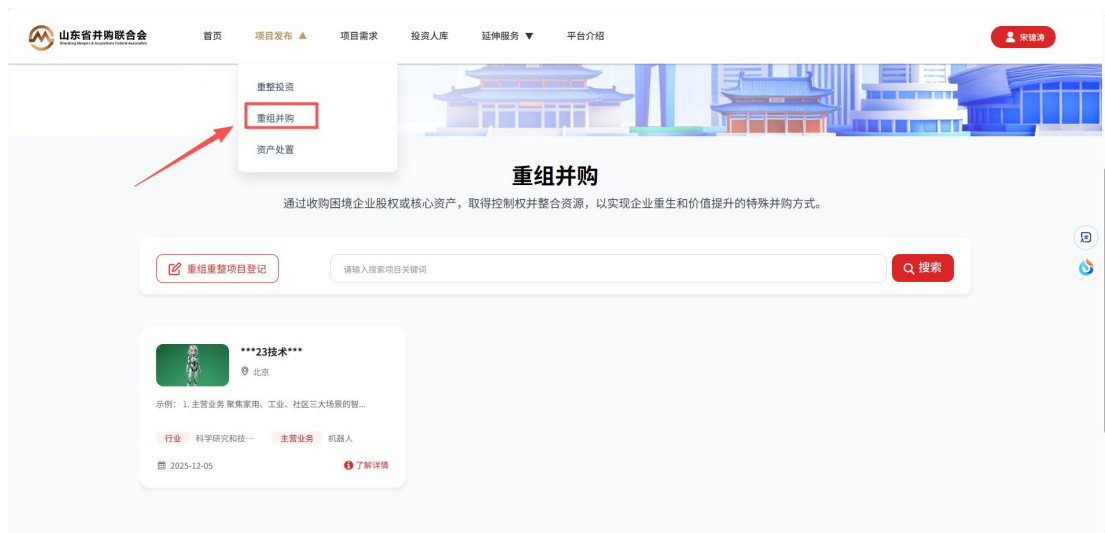 山东省并购联合会
Shandong Mergers & Acquisitions Federal Association
首页 项目发布 ▲ 项目需求 投资人库 延伸服务 ▼ 平台介绍
宋锦涛
重整投资
重组并购
资产处置
重组并购
通过收购困境企业股权或核心资产，取得控制权并整合资源，以实现企业重生和价值提升的特殊并购方式。
重组重整项目登记
请输入搜索项目关键词
搜索
***23技术***
北京
示例： 1. 主营业务 聚焦家用、工业、社区三大场景的智...
行业 科学研究和技… 主营业务 机器人
2025-12-05 了解详情